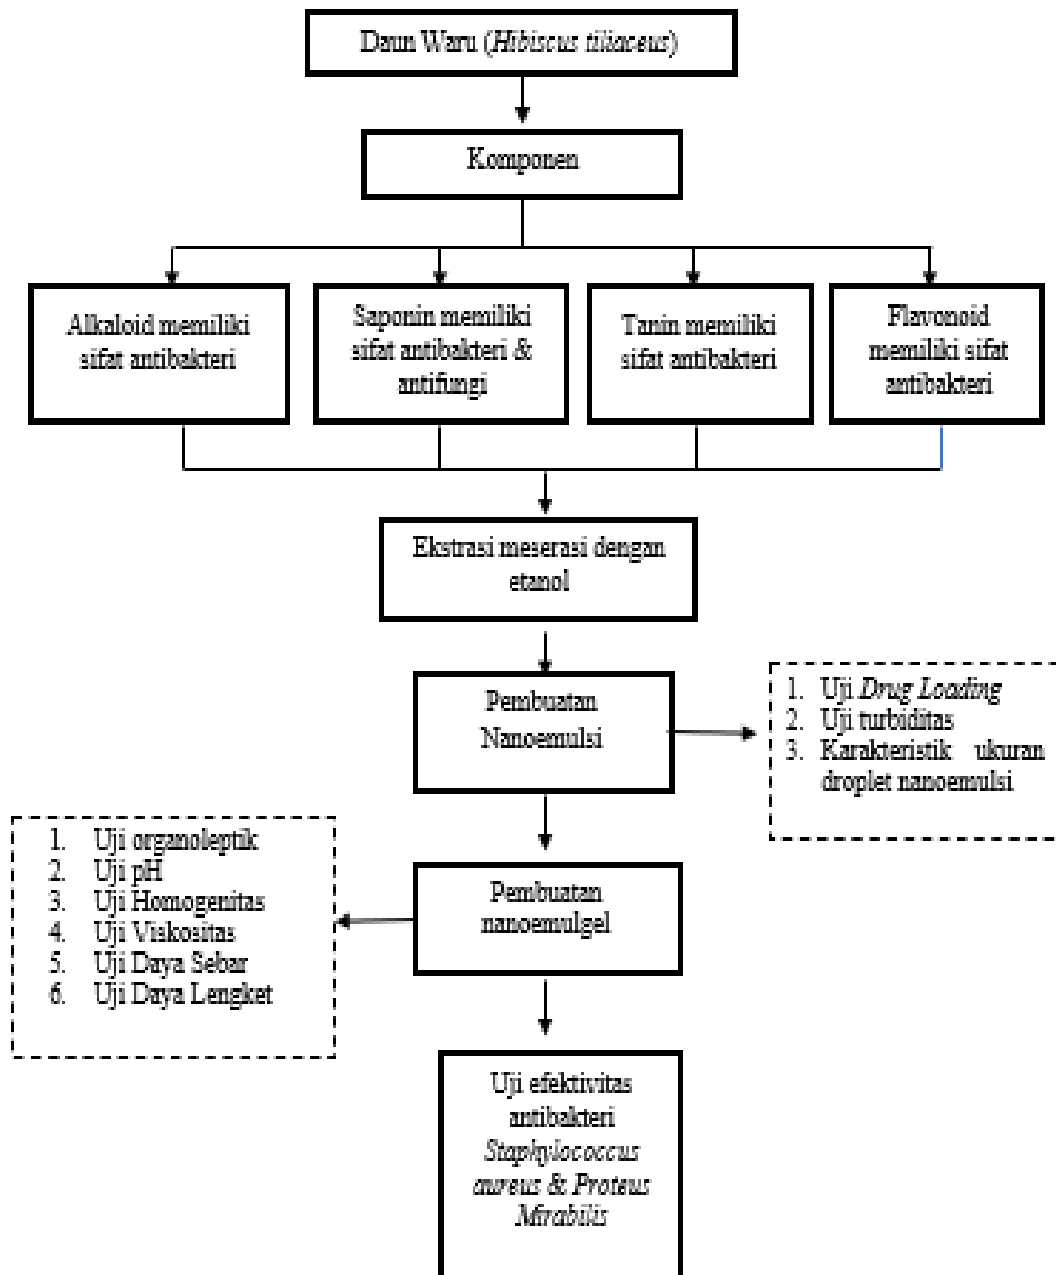 Daun Waru (Hibiscus tiliaceus)
Komponen
Alkaloid memiliki
sifat antibakteri
Saponin memiliki
sifat antibakteri &
antifungi
Tanin memiliki
sifat antibakteri
Flavonoid
memiliki sifat
antibakteri
Ekstrasi meserasi dengan
etanol
Pembuatan
Nanoemulsi
1. Uji Drug Loading
2. Uji turbiditas
3. Karakteristik ukuran
droplet nanoemulsi
1. Uji organoleptik
2. Uji pH
3. Uji Homogenitas
4. Uji Viskositas
5. Uji Daya Sebar
6. Uji Daya Lengket
Pembuatan
nanoemulgel
Uji efektivitas
antibakteri
Staphylococcus
aureus & Proteus
Mirabilis